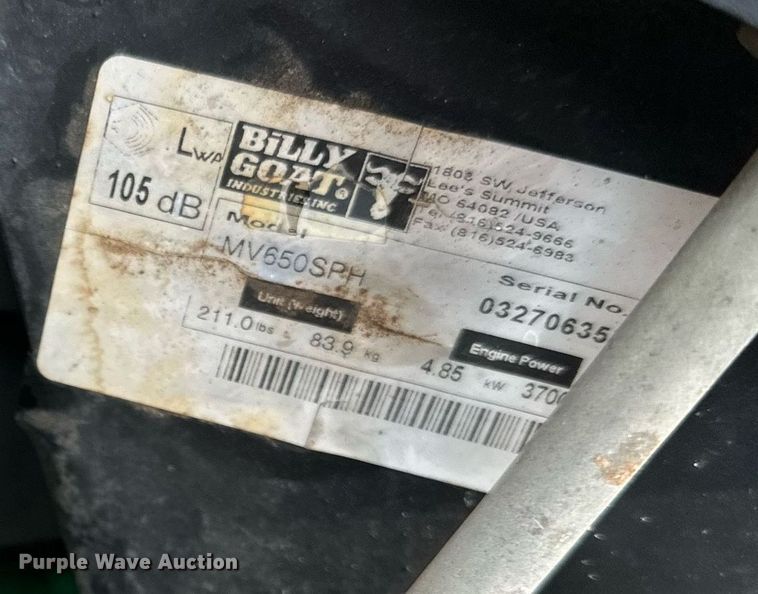 LWA
105 dB
BiLLY
GOAT®
INDUSTRIES INC
1803 SW Jefferson
Lee's Summit
MO 64082 /USA
Tel (816)524-9666
Fax (816)524-6983
Model
MV650SPH
Serial No.
03270635
Unit (Weight)
211.0 lbs 83.9 kg
Engine Power
4.85 kW 3700
Purple Wave Auction